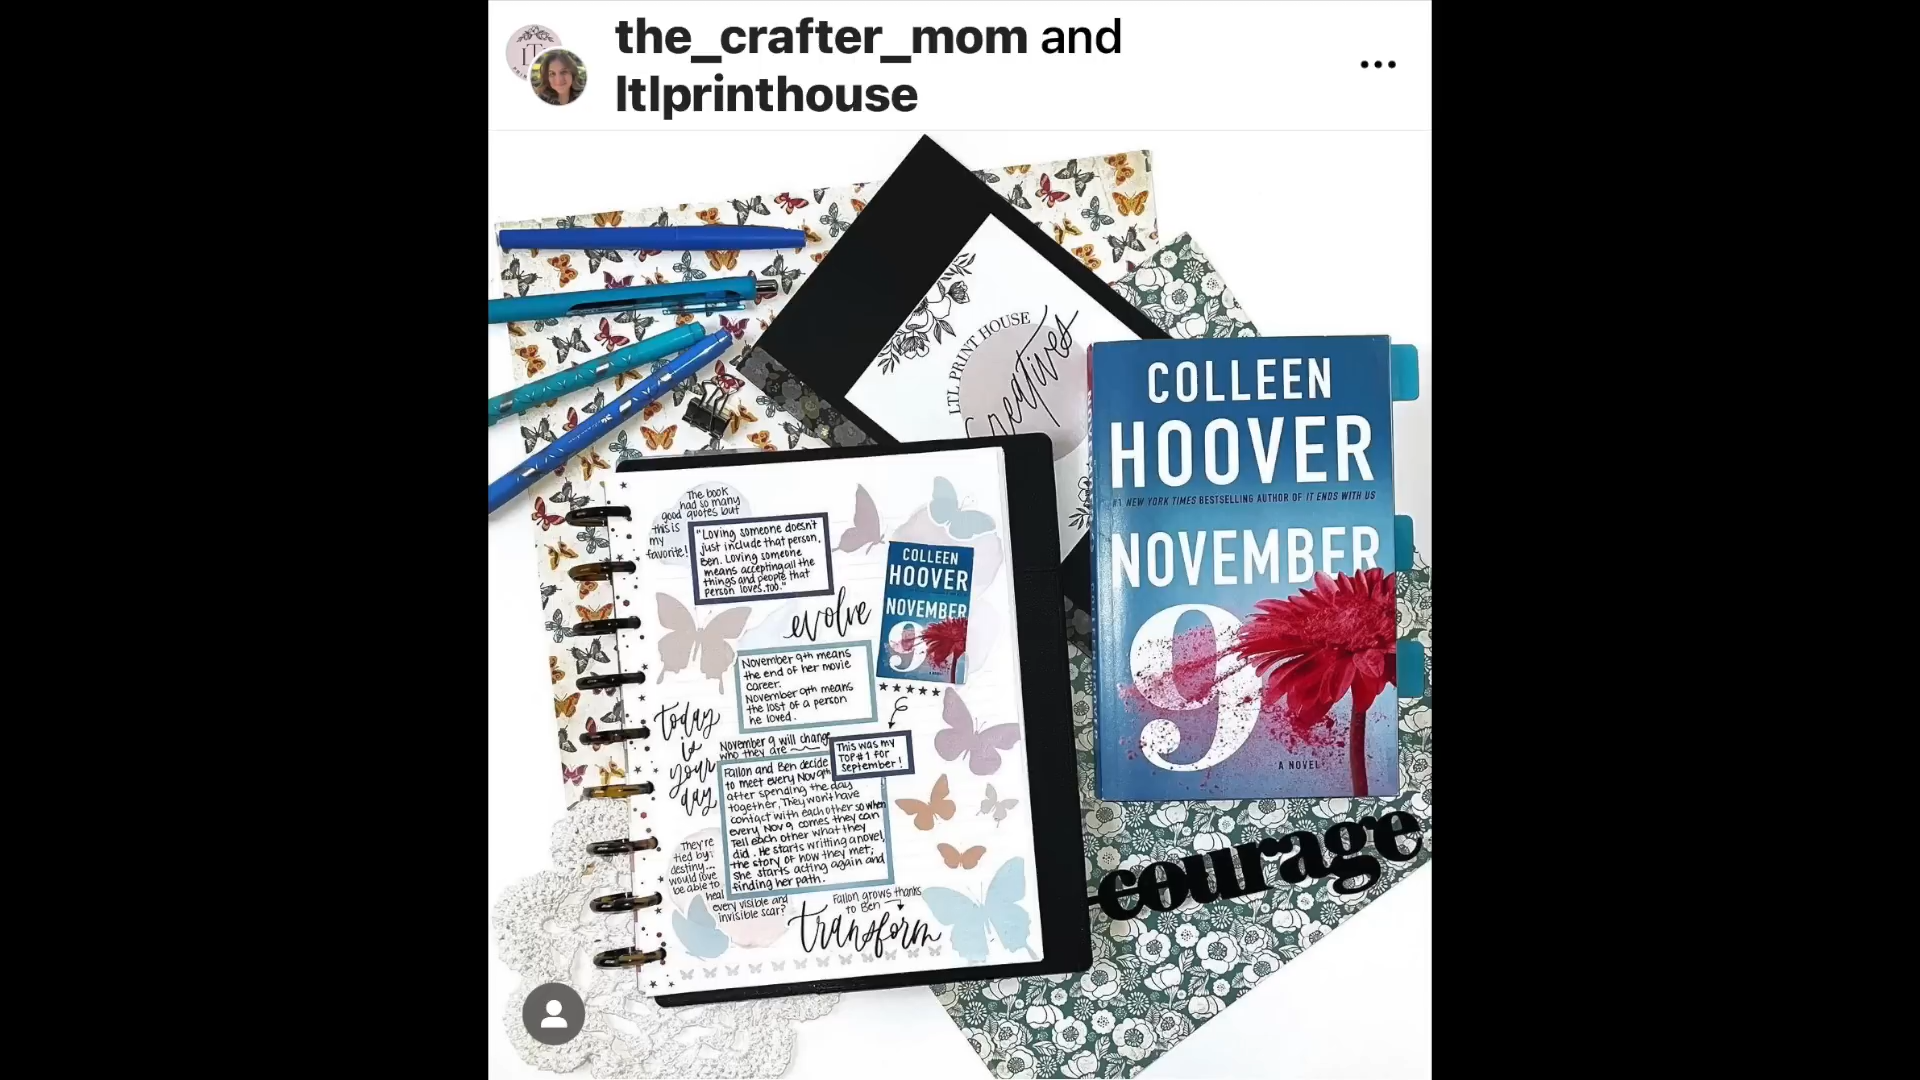 the_crafter_mom and
ltlprinthouse
LTL PRINT HOUSE
Creatives
COLLEEN
HOOVER
#1 NEW YORK TIMES BESTSELLING AUTHOR OF IT ENDS WITH US
NOVEMBER
9
A NOVEL
courage
The book
had so many
good quotes but
this is
my
favorite!
"Loving someone doesn't
just include that person,
Ben. Loving someone
means accepting all the
things and people that
person loves, too."
COLLEEN
HOOVER
NOVEMBER
9
evolve
November 9th means
the end of her movie
career.
November 9th means
the lost of a person
he loved.
today
is
your
day
November 9 will change
who they are
This was my
TOP #1 for
September!
Fallon and Ben decide
to meet every Nov 9th
after spending the day
together. They won't have
contact with each other so when
every Nov 9 comes they can
Tell each other what they
did. He starts writting a novel,
the story of how they met;
she starts acting again and
finding her path.
They're
tied by
destiny...
would love
be able to
heal
every visible and
invisible scar?
Fallon grows thanks
to Ben
transform